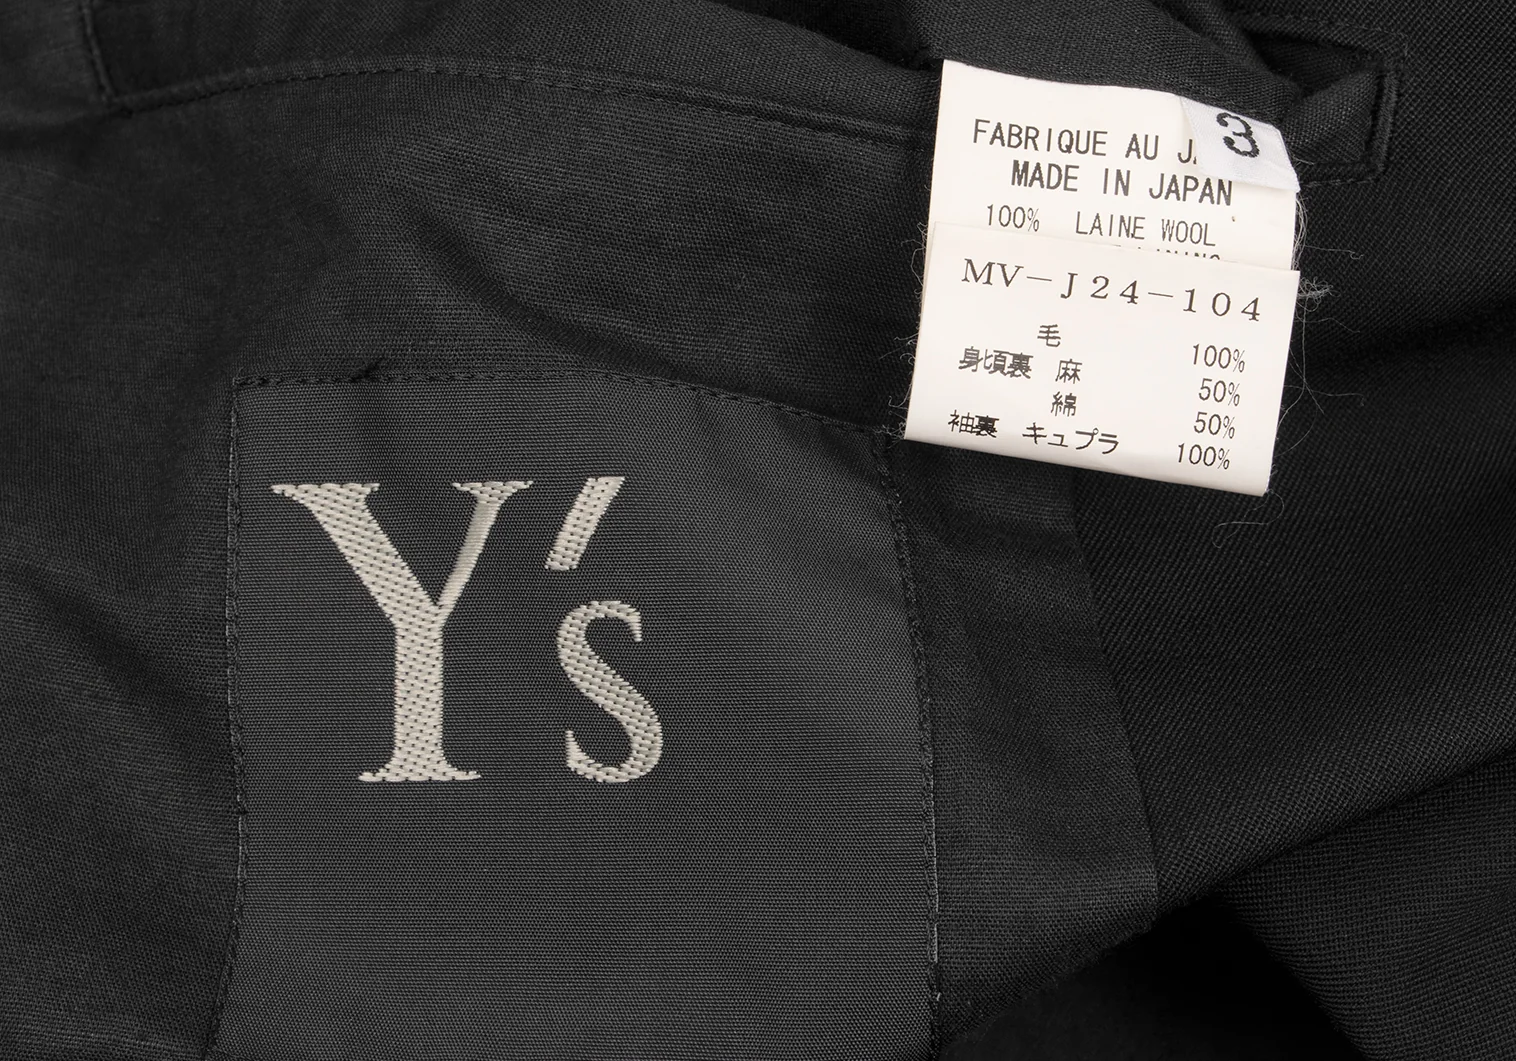 Y's
3
FABRIQUE AU
MADE IN JAPAN
100% LAINE WOOL
MV-J24-104
毛 100%
身頃裏 麻 50%
綿 50%
袖裏 キュプラ 100%